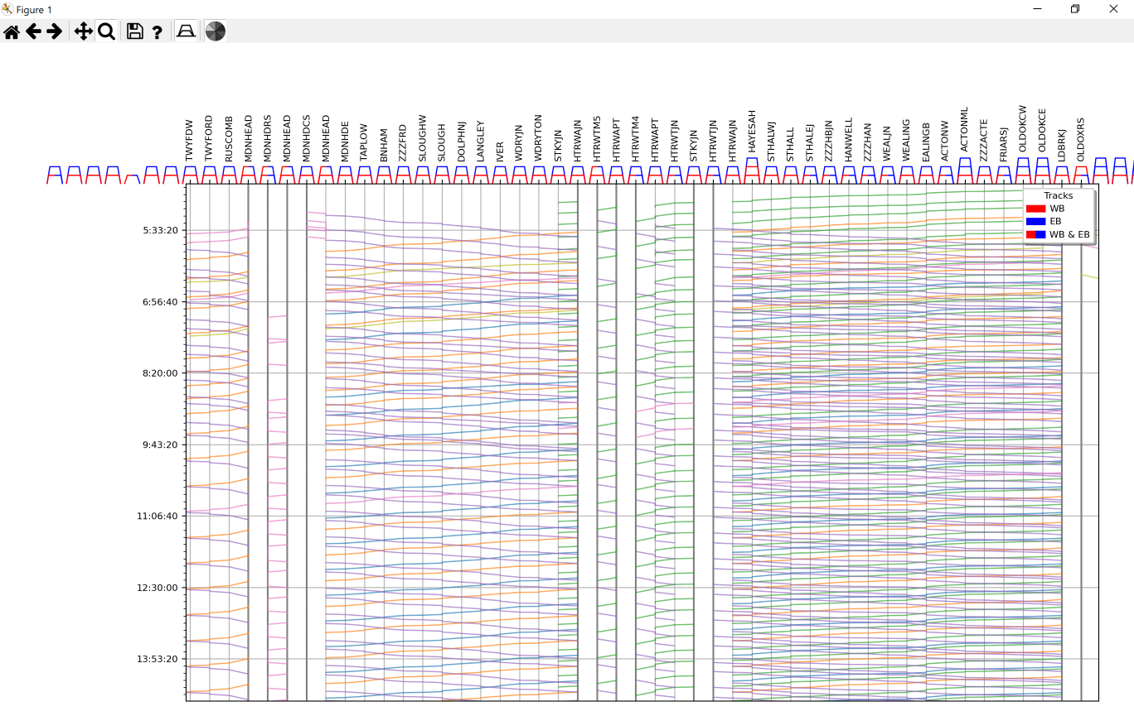 Figure 1
TWYFDW
TWYFORD
RUSCOMB
MDNHEAD
MDNHDRS
MDNHEAD
MDNHDCS
MDNHEAD
MDNHDE
TAPLOW
BNHAM
ZZZFRD
SLOUGHW
SLOUGH
DOLPHNJ
LANGLEY
IVER
WDRYJN
WDRYTON
STKYJN
HTRWAJN
HTRWTM5
HTRWAPT
HTRWTM4
HTRWAPT
HTRWTJN
STKYJN
HTRWTJN
HTRWAJN
HAYESAH
STHALWJ
STHALL
STHALEJ
ZZZHBJN
HANWELL
ZZZHAN
WEALJN
WEALING
EALINGB
ACTONW
ACTONML
ZZZACTE
FRIARSJ
OLDOKCW
OLDOKCE
LDBRKJ
OLDOXRS
Tracks
WB
EB
WB & EB
5:33:20
6:56:40
8:20:00
9:43:20
11:06:40
12:30:00
13:53:20